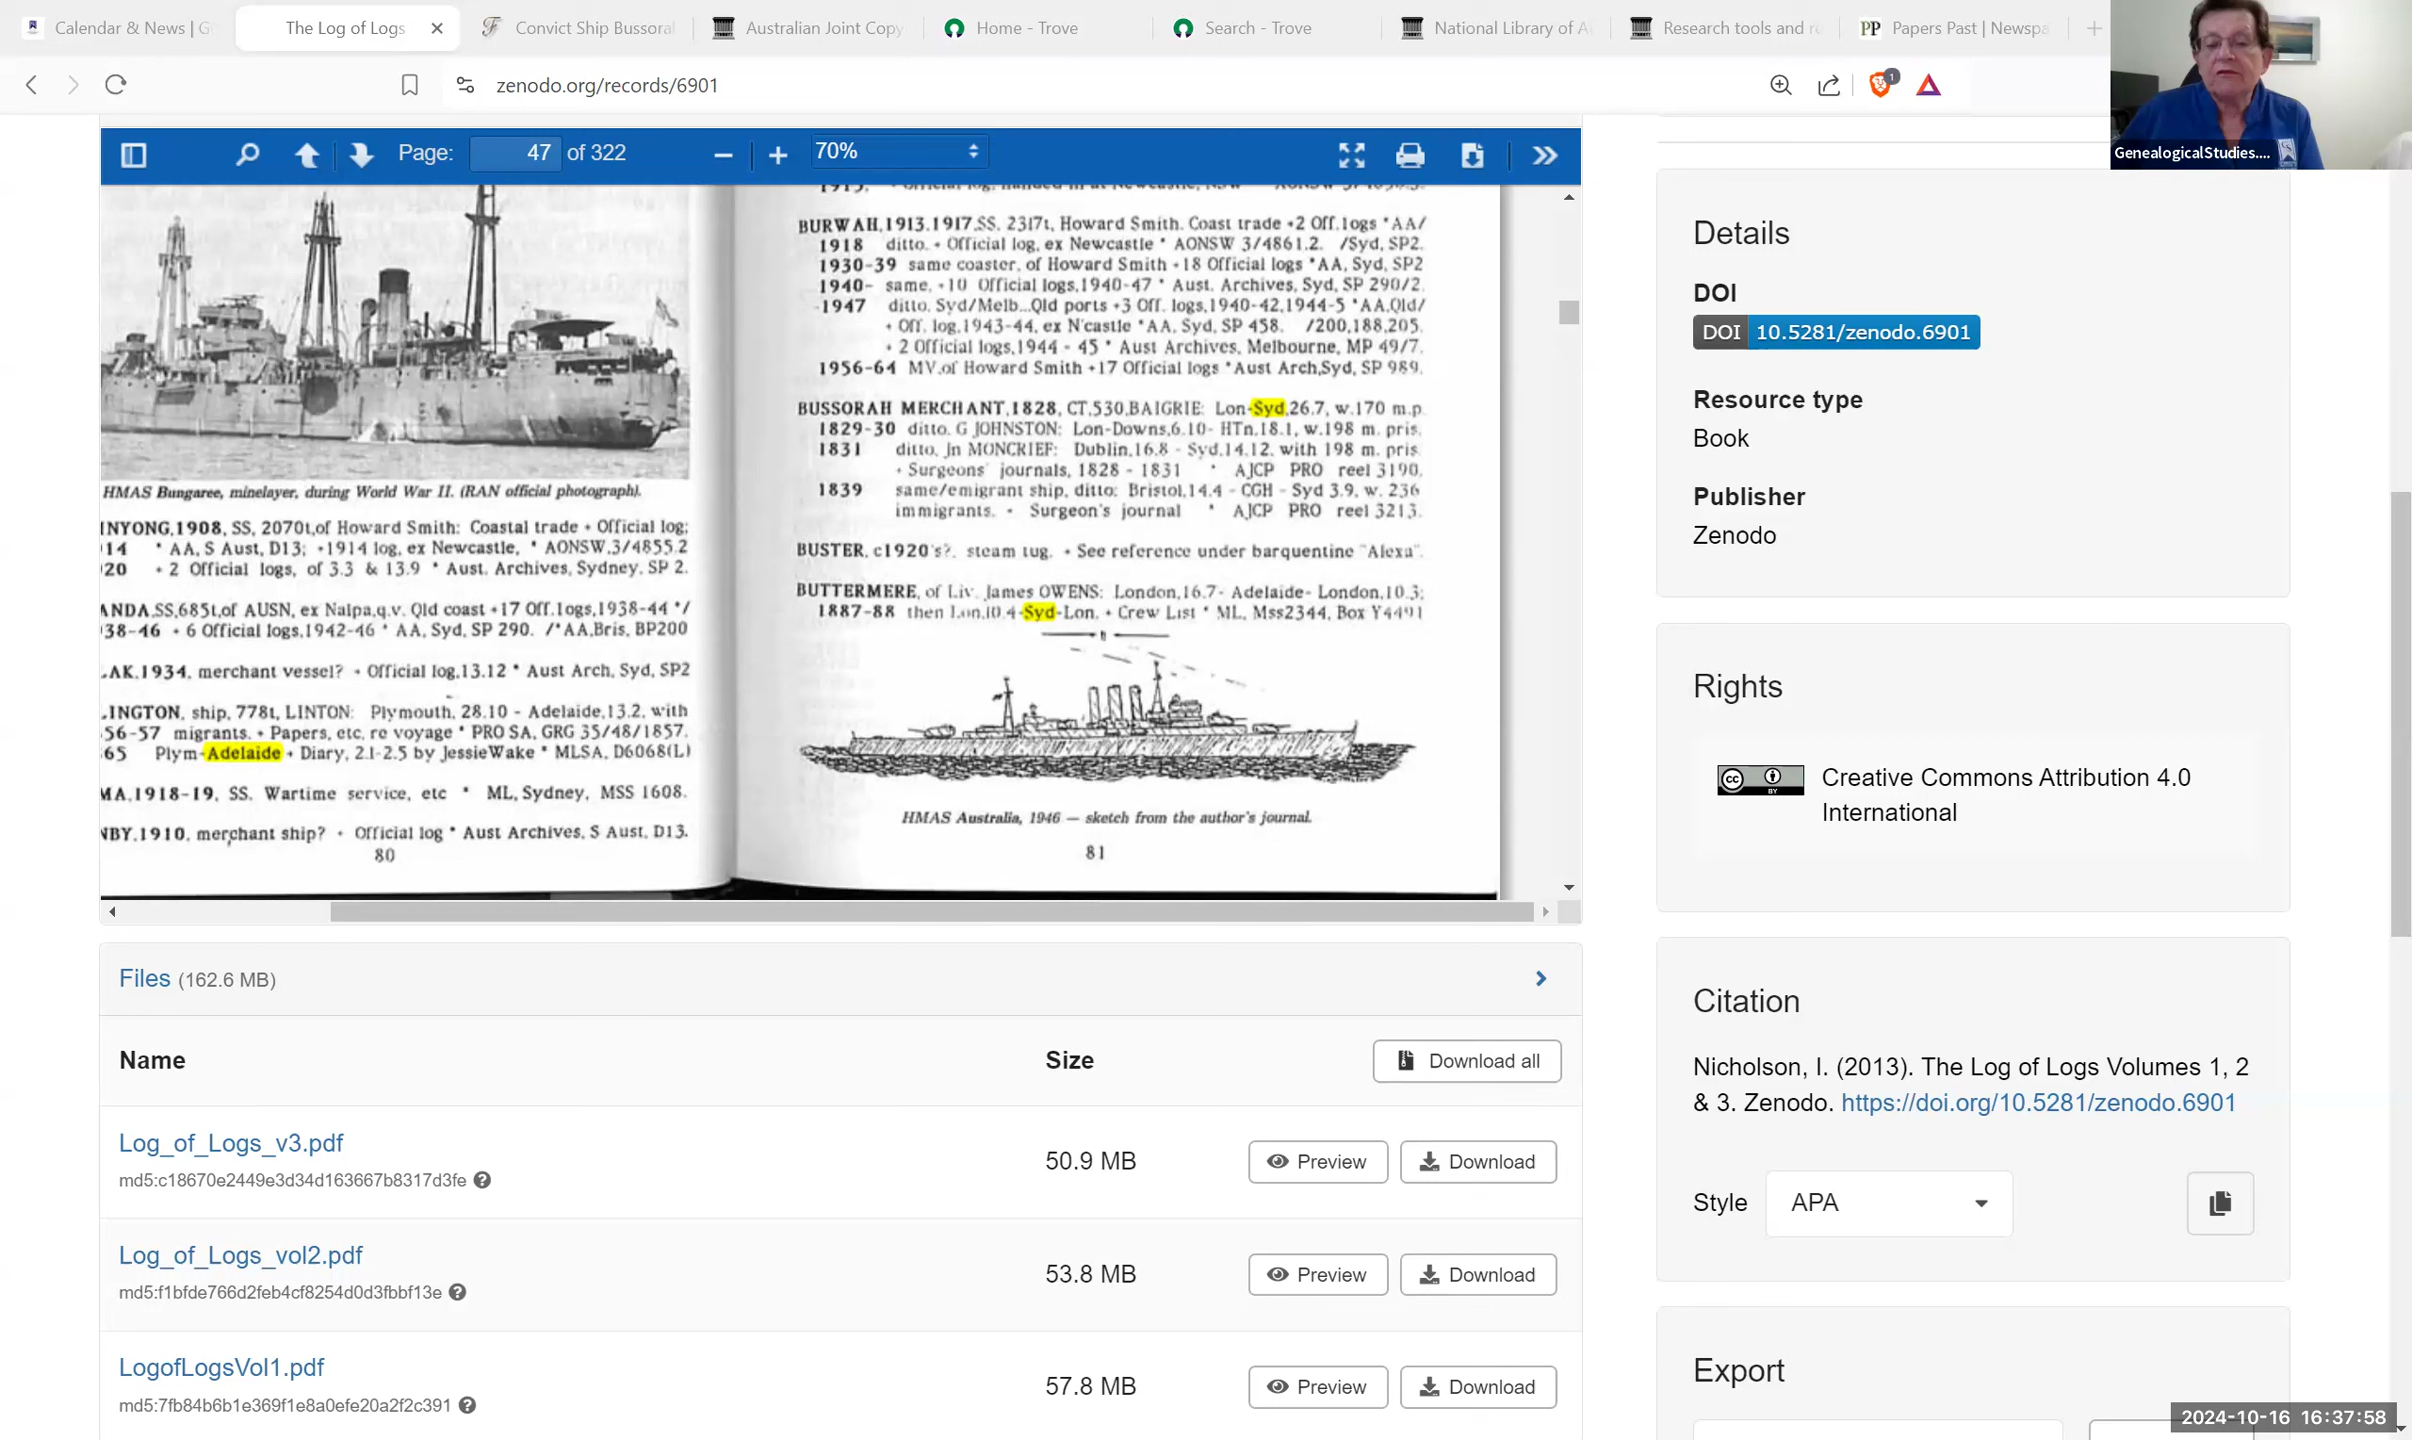 Calendar & News | G
The Log of Logs
Convict Ship Bussorah
Australian Joint Copy
Home - Trove
Search - Trove
National Library of A
Research tools and re
Papers Past | Newspa
zenodo.org/records/6901
1
GenealogicalStudies....
Page: 47 of 322
70%
HMAS Bungaree, minelayer, during World War II. (RAN official photograph).
NYONG,1908, SS, 2070t,of Howard Smith: Coastal trade + Official log;
14 * AA, S Aust, D13; +1914 log, ex Newcastle, * AONSW,3/4855.2
20 + 2 Official logs, of 3.3 & 13.9 * Aust. Archives, Sydney, SP 2.
ANDA,SS,685t,of AUSN, ex Nalpa,q.v. Qld coast +17 Off.logs,1938-44 */
38-46 + 6 Official logs,1942-46 * AA, Syd, SP 290. /*AA,Bris, BP200
AK,1934, merchant vessel? + Official log,13.12 * Aust Arch, Syd, SP2
LINGTON, ship, 778t, LINTON: Plymouth, 28.10 - Adelaide,13.2, with
56-57 migrants. + Papers, etc, re voyage * PRO SA, GRG 35/48/1857.
65 Plym-Adelaide + Diary, 2.1-2.5 by JessieWake * MLSA, D6068(L)
MA,1918-19, SS. Wartime service, etc * ML, Sydney, MSS 1608.
NBY,1910, merchant ship? + Official log * Aust Archives, S Aust, D13.
80
BURWAH,1913,1917,SS, 2317t, Howard Smith. Coast trade +2 Off.logs *AA/
1918 ditto. + Official log, ex Newcastle * AONSW 3/4861.2. /Syd, SP2.
1930-39 same coaster, of Howard Smith +18 Official logs *AA, Syd, SP2
1940- same, +10 Official logs,1940-47 * Aust. Archives, Syd, SP 290/2.
-1947 ditto, Syd/Melb...Qld ports +3 Off. logs,1940-42,1944-5 *AA,Qld/
+ Off. log,1943-44, ex N'castle *AA, Syd, SP 458. /200,188,205.
+ 2 Official logs,1944 - 45 * Aust Archives, Melbourne, MP 49/7.
1956-64 MV,of Howard Smith +17 Official logs *Aust Arch,Syd, SP 989.
BUSSORAH MERCHANT,1828, CT,530,BAIGRIE: Lon-Syd,26.7, w.170 m.p.
1829-30 ditto, G JOHNSTON: Lon-Downs,6.10- HTn,18.1, w.198 m. pris.
1831 ditto, Jn MONCRIEF: Dublin,16.8 - Syd,14.12, with 198 m. pris.
+ Surgeons' journals, 1828 - 1831 * AJCP PRO reel 3190.
1839 same/emigrant ship, ditto: Bristol,14.4 - CGH - Syd 3.9, w. 236
immigrants. + Surgeon's journal * AJCP PRO reel 3213.
BUSTER, c1920's?, steam tug. + See reference under barquentine "Alexa".
BUTTERMERE, of Liv. James OWENS: London,16.7- Adelaide- London,10.3;
1887-88 then Lon,10.4-Syd-Lon. + Crew List * ML, Mss2344, Box Y4491
HMAS Australia, 1946 — sketch from the author's journal.
81
Files (162.6 MB)
Name Size Download all
Log_of_Logs_v3.pdf 50.9 MB Preview Download
md5:c18670e2449e3d34d163667b8317d3fe
Log_of_Logs_vol2.pdf 53.8 MB Preview Download
md5:f1bfde766d2feb4cf8254d0d3fbbf13e
LogofLogsVol1.pdf 57.8 MB Preview Download
md5:7fb84b6b1e369f1e8a0efe20a2f2c391
Details
DOI
DOI 10.5281/zenodo.6901
Resource type
Book
Publisher
Zenodo
Rights
cc BY
Creative Commons Attribution 4.0
International
Citation
Nicholson, I. (2013). The Log of Logs Volumes 1, 2
& 3. Zenodo. https://doi.org/10.5281/zenodo.6901
Style APA
Export
2024-10-16 16:37:58